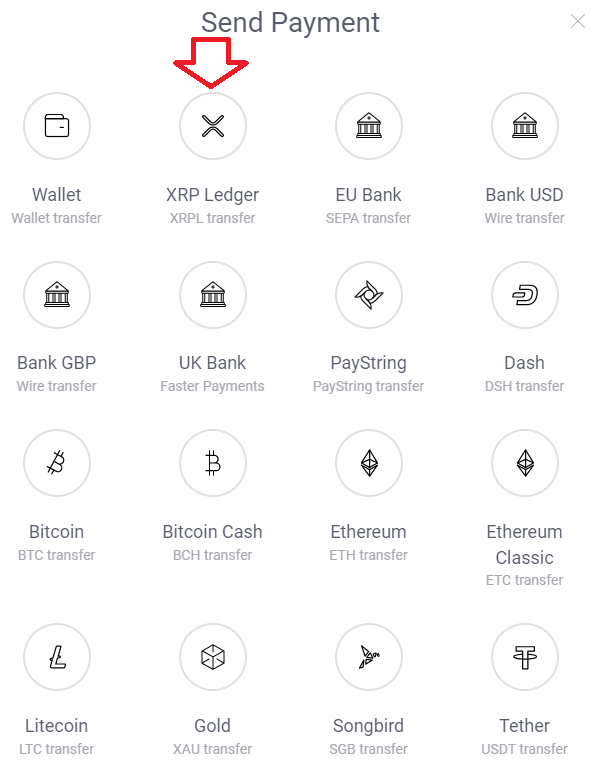 Send Payment
Wallet XRP Ledger EU Bank Bank USD
Wallet transfer XRPL transfer SEPA transfer Wire transfer
Bank GBP UK Bank PayString Dash
Wire transfer Faster Payments PayString transfer DSH transfer
Bitcoin Bitcoin Cash Ethereum Ethereum
Classic
BTC transfer BCH transfer ETH transfer ETC transfer
Litecoin Gold Songbird Tether
LTC transfer XAU transfer SGB transfer USDT transfer